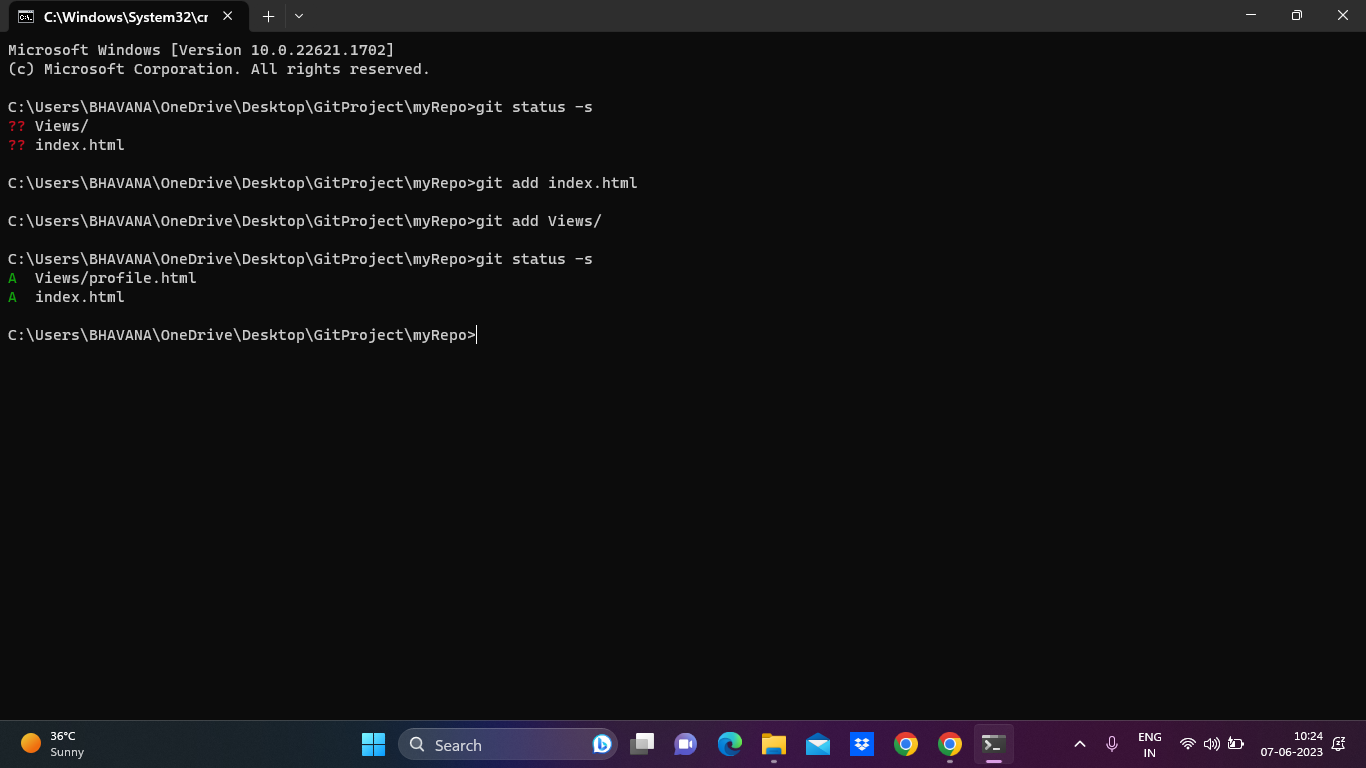 C:\Windows\System32\cr
Microsoft Windows [Version 10.0.22621.1702]
(c) Microsoft Corporation. All rights reserved.
C:\Users\BHAVANA\OneDrive\Desktop\GitProject\myRepo>git status -s
?? Views/
?? index.html
C:\Users\BHAVANA\OneDrive\Desktop\GitProject\myRepo>git add index.html
C:\Users\BHAVANA\OneDrive\Desktop\GitProject\myRepo>git add Views/
C:\Users\BHAVANA\OneDrive\Desktop\GitProject\myRepo>git status -s
A  Views/profile.html
A  index.html
C:\Users\BHAVANA\OneDrive\Desktop\GitProject\myRepo>
36°C
Sunny
Search
ENG
IN
10:24
07-06-2023